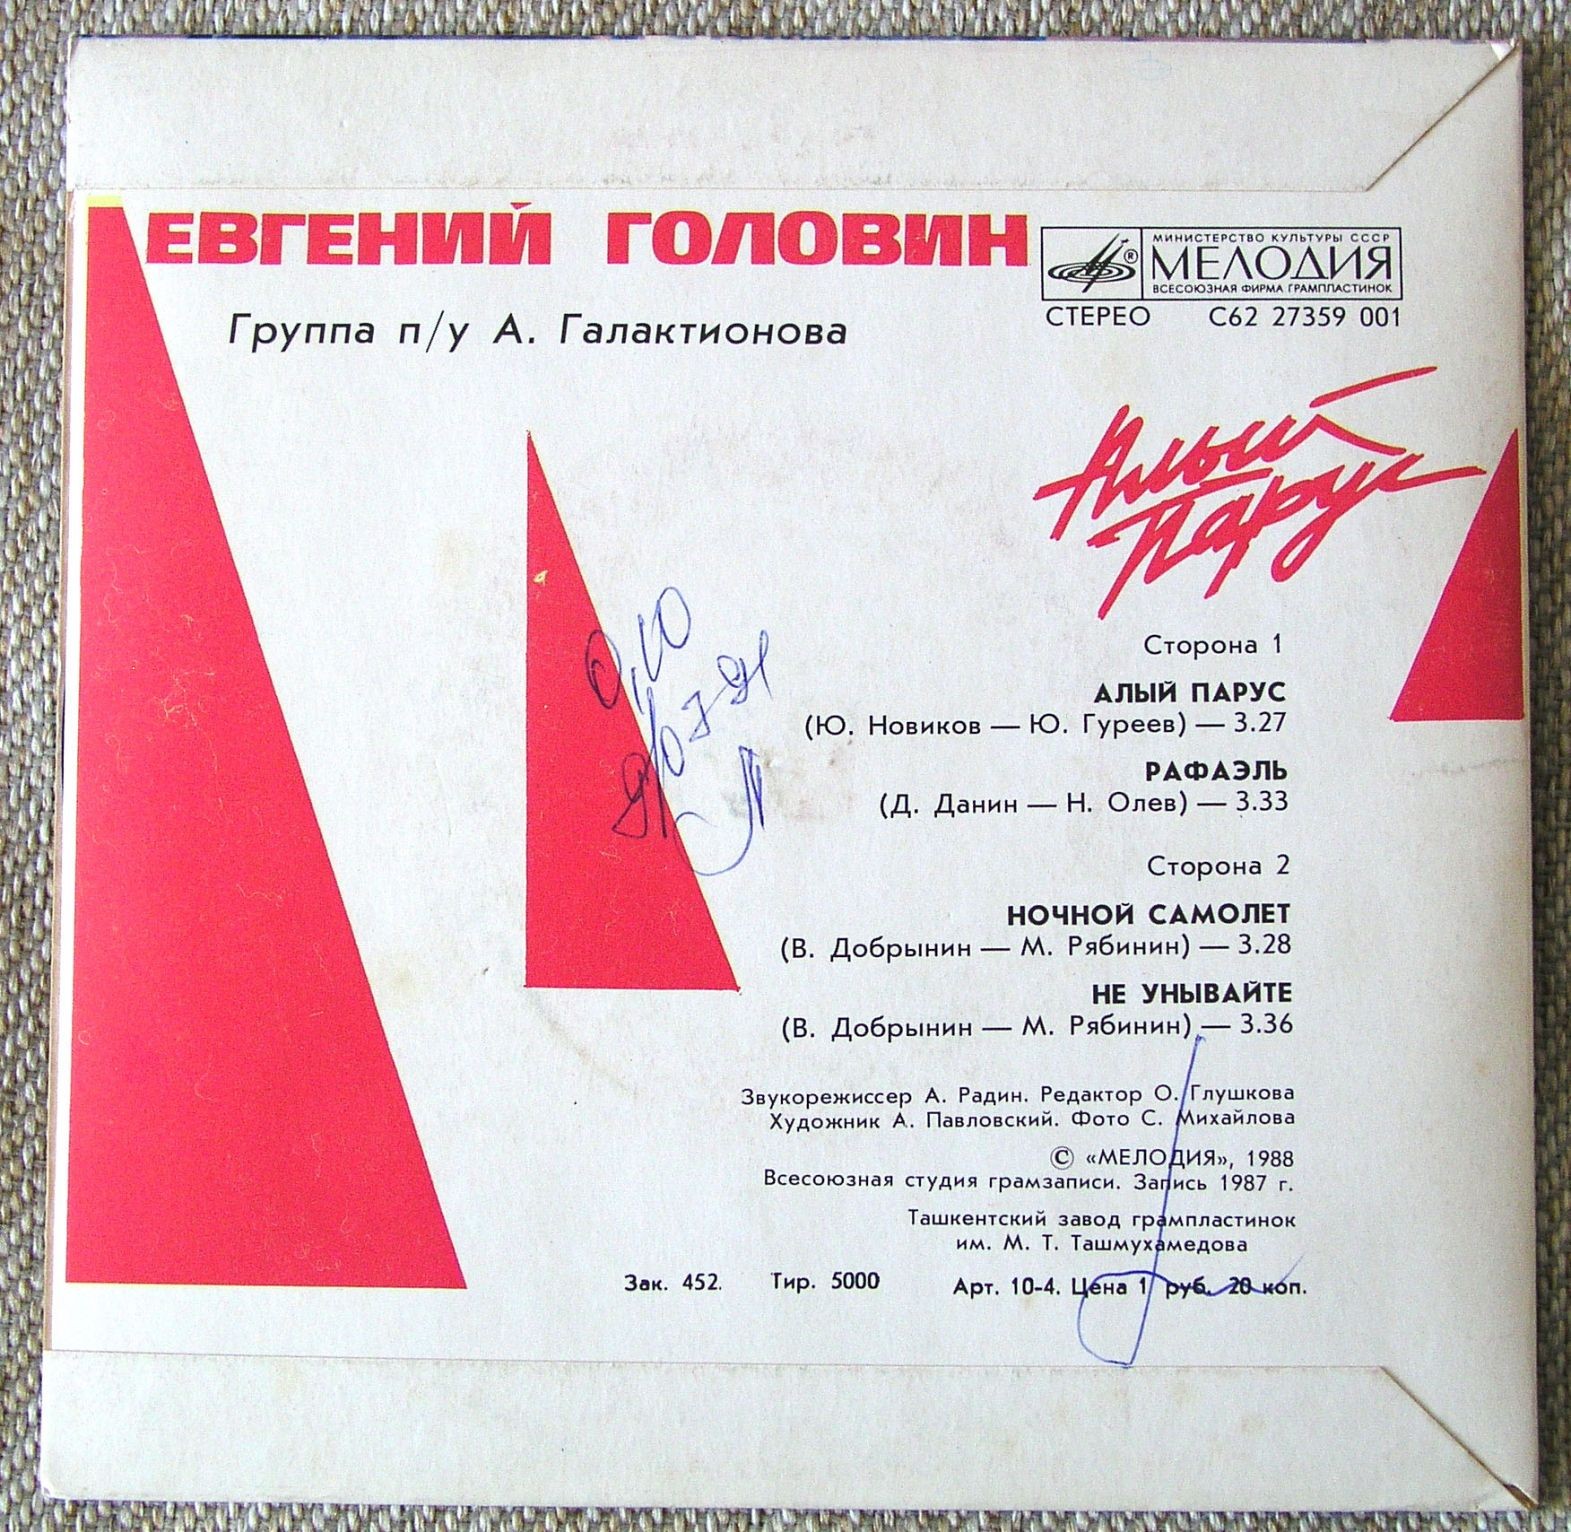 ЕВГЕНИЙ ГОЛОВИН
Группа п/у А. Галактионова
МИНИСТЕРСТВО КУЛЬТУРЫ СССР
МЕЛОДИЯ
ВСЕСОЮЗНАЯ ФИРМА ГРАМПЛАСТИНОК
®
СТЕРЕО С62 27359 001
Алый
Парус
Сторона 1
АЛЫЙ ПАРУС
(Ю. Новиков — Ю. Гуреев) — 3.27
РАФАЭЛЬ
(Д. Данин — Н. Олев) — 3.33
Сторона 2
НОЧНОЙ САМОЛЕТ
(В. Добрынин — М. Рябинин) — 3.28
НЕ УНЫВАЙТЕ
(В. Добрынин — М. Рябинин) — 3.36
Звукорежиссер А. Радин. Редактор О. Глушкова
Художник А. Павловский. Фото С. Михайлова
© «МЕЛОДИЯ», 1988
Всесоюзная студия грамзаписи. Запись 1987 г.
Ташкентский завод грампластинок
им. М. Т. Ташмухамедова
Зак. 452. Тир. 5000 Арт. 10-4. Цена 1 руб. 20 коп.